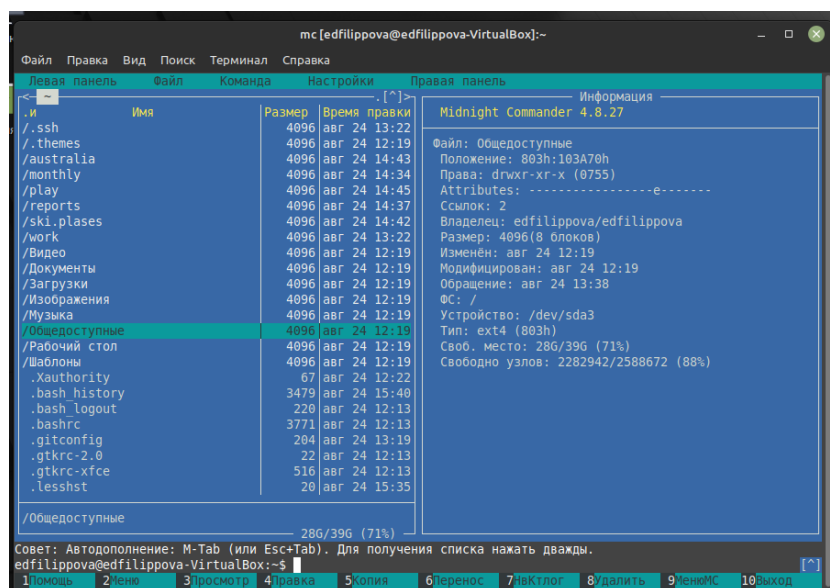 mc [edfilippova@edfilippova-VirtualBox]:~
Файл Правка Вид Поиск Терминал Справка
Левая панель Файл Команда Настройки Правая панель
<- ~ .[^]>
.и Имя Размер Время правки
/.ssh 4096 авг 24 13:22
/.themes 4096 авг 24 12:19
/australia 4096 авг 24 14:43
/monthly 4096 авг 24 14:34
/play 4096 авг 24 14:45
/reports 4096 авг 24 14:37
/ski.plases 4096 авг 24 14:42
/work 4096 авг 24 13:22
/Видео 4096 авг 24 12:19
/Документы 4096 авг 24 12:19
/Загрузки 4096 авг 24 12:19
/Изображения 4096 авг 24 12:19
/Музыка 4096 авг 24 12:19
/Общедоступные 4096 авг 24 12:19
/Рабочий стол 4096 авг 24 12:19
/Шаблоны 4096 авг 24 12:19
.Xauthority 67 авг 24 12:22
.bash_history 3479 авг 24 15:40
.bash_logout 220 авг 24 12:13
.bashrc 3771 авг 24 12:13
.gitconfig 204 авг 24 13:19
.gtkrc-2.0 22 авг 24 12:13
.gtkrc-xfce 516 авг 24 12:13
.lesshst 20 авг 24 15:35
/Общедоступные
28G/39G (71%)
Информация
Midnight Commander 4.8.27
Файл: Общедоступные
Положение: 803h:103A70h
Права: drwxr-xr-x (0755)
Attributes: -----------------e-------
Ссылок: 2
Владелец: edfilippova/edfilippova
Размер: 4096(8 блоков)
Изменён: авг 24 12:19
Модифицирован: авг 24 12:19
Обращение: авг 24 13:38
ФС: /
Устройство: /dev/sda3
Тип: ext4 (803h)
Своб. место: 28G/39G (71%)
Свободно узлов: 2282942/2588672 (88%)
Совет: Автодополнение: M-Tab (или Esc+Tab). Для получения списка нажать дважды.
edfilippova@edfilippova-VirtualBox:~$ [^]
1Помощь 2Меню 3Просмотр 4Правка 5Копия 6Перенос 7НвКтлог 8Удалить 9МенюМС 10Выход